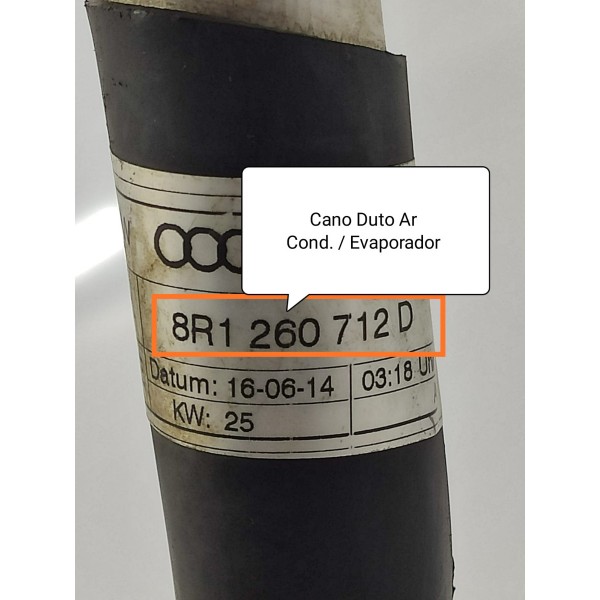 Cano Duto Ar
Cond. / Evaporador
8R1 260 712 D
Datum: 16-06-14 03:18
KW: 25